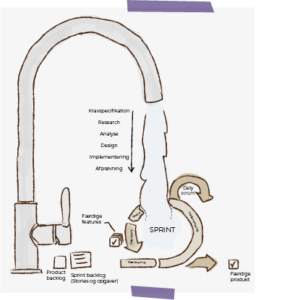 Kravspecifikation
Research
Analyse
Design
Implementering
Afprøvning
Daily
scrum
Færdige
features
SPRINT
Product
backlog
Sprint backlog
(Stories og opgaver)
Færdige
produkt